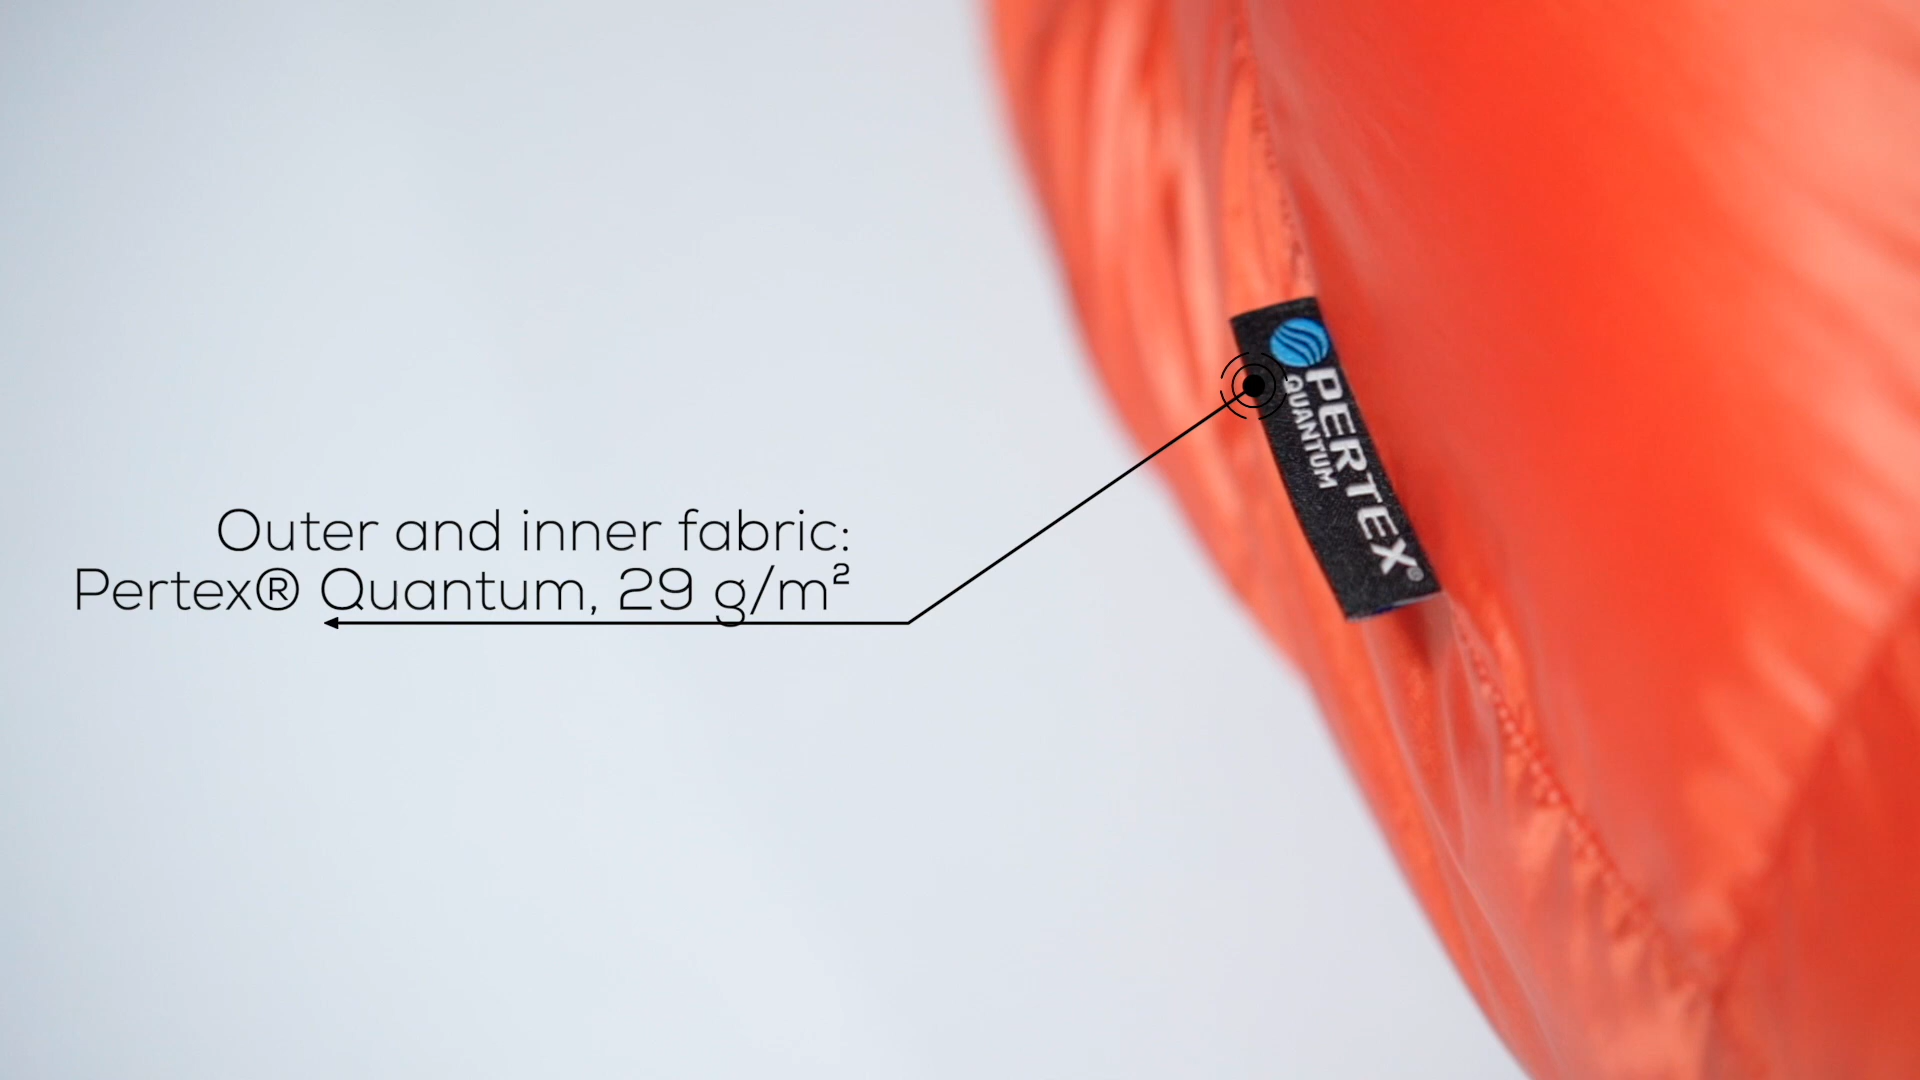 Outer and inner fabric:
Pertex® Quantum, 29 g/m²
PERTEX®
QUANTUM